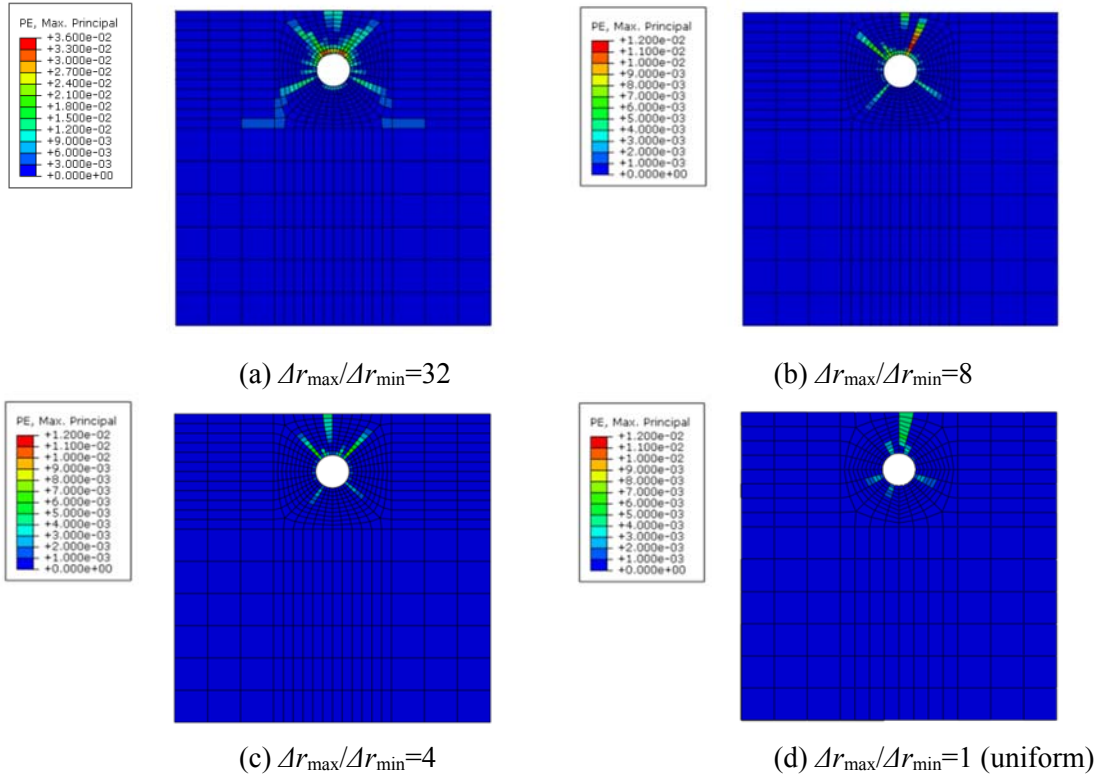 PE, Max. Principal
+3.600e-02
+3.300e-02
+3.000e-02
+2.700e-02
+2.400e-02
+2.100e-02
+1.800e-02
+1.500e-02
+1.200e-02
+9.000e-03
+6.000e-03
+3.000e-03
+0.000e+00
(a) Δrmax/Δrmin=32
PE, Max. Principal
+1.200e-02
+1.100e-02
+1.000e-02
+9.000e-03
+8.000e-03
+7.000e-03
+6.000e-03
+5.000e-03
+4.000e-03
+3.000e-03
+2.000e-03
+1.000e-03
+0.000e+00
(b) Δrmax/Δrmin=8
PE, Max. Principal
+1.200e-02
+1.100e-02
+1.000e-02
+9.000e-03
+8.000e-03
+7.000e-03
+6.000e-03
+5.000e-03
+4.000e-03
+3.000e-03
+2.000e-03
+1.000e-03
+0.000e+00
(c) Δrmax/Δrmin=4
PE, Max. Principal
+1.200e-02
+1.100e-02
+1.000e-02
+9.000e-03
+8.000e-03
+7.000e-03
+6.000e-03
+5.000e-03
+4.000e-03
+3.000e-03
+2.000e-03
+1.000e-03
+0.000e+00
(d) Δrmax/Δrmin=1 (uniform)